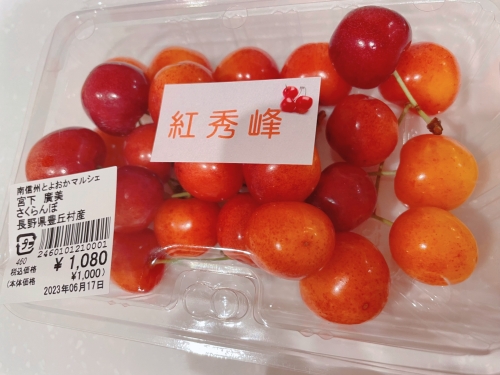 紅秀峰
南信州とよおかマルシェ
宮下 廣美
さくらんぼ
長野県豊丘村産
2460101210001
460
税込価格 ¥1,080
(本体価格 ¥1,000)
2023年06月17日